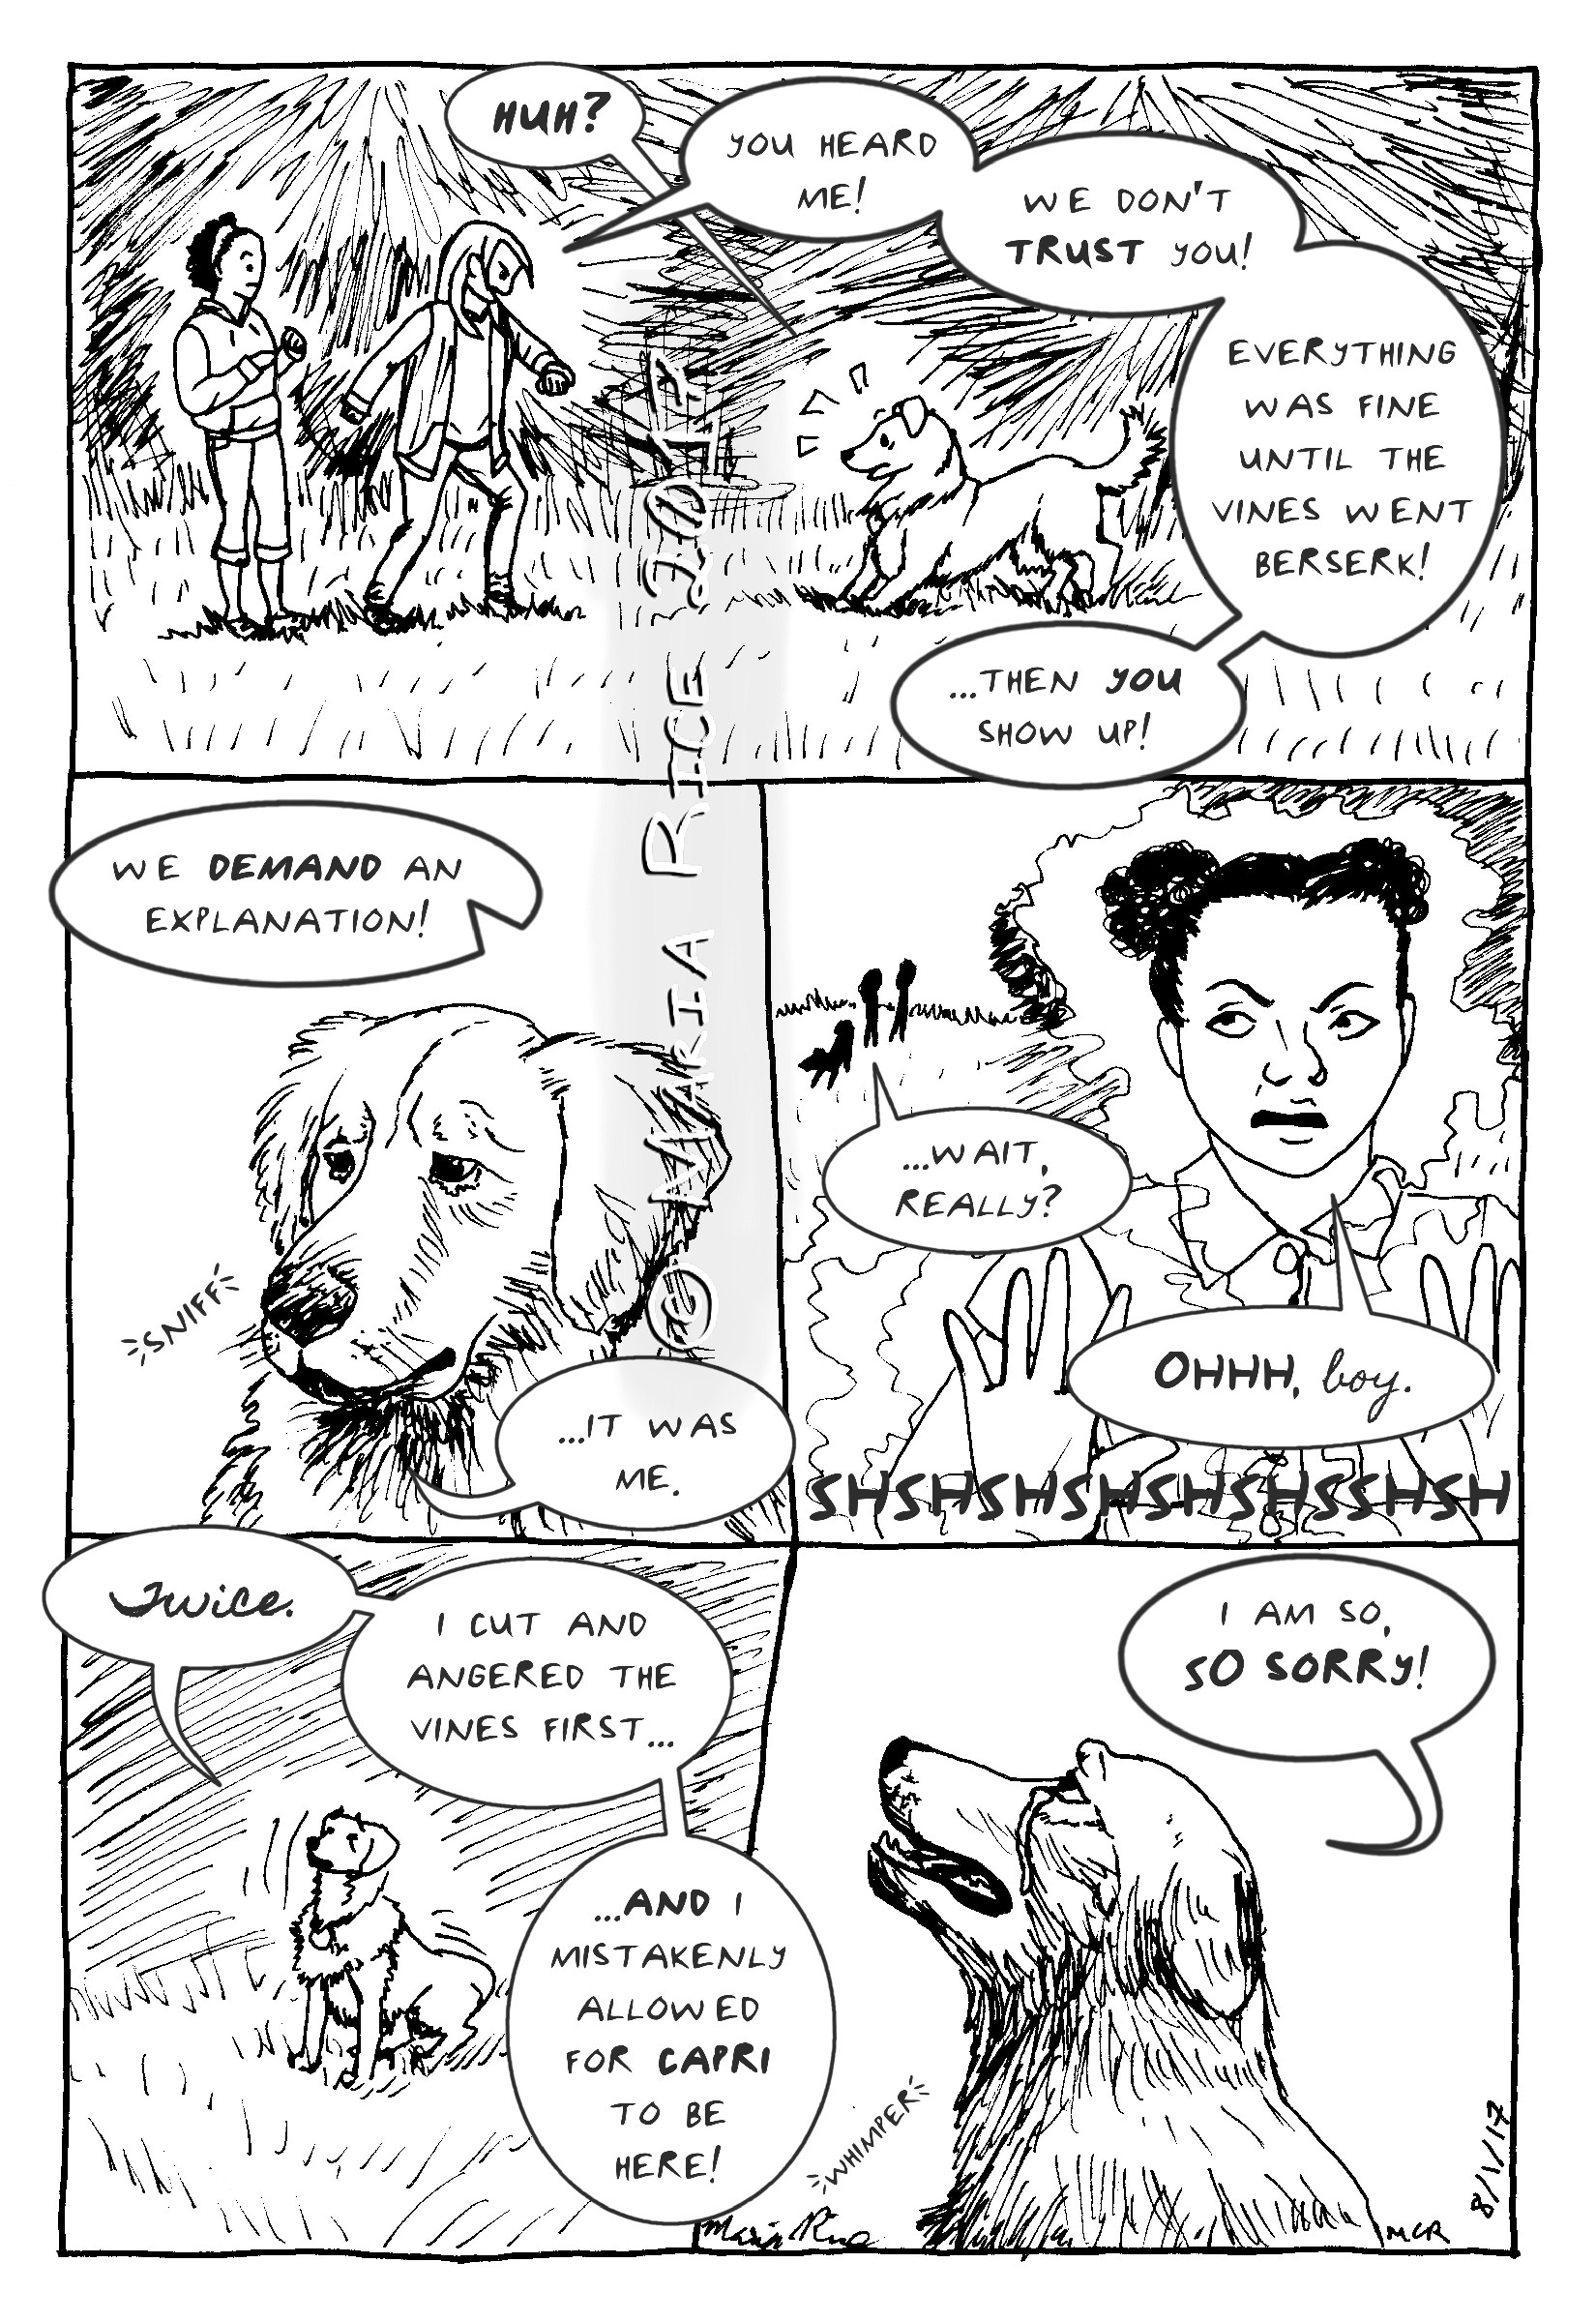 HUH?
YOU HEARD
ME!
WE DON'T
TRUST YOU!
EVERYTHING
WAS FINE
UNTIL THE
VINES WENT
BERSERK!
...THEN YOU
SHOW UP!
WE DEMAND AN
EXPLANATION!
SNIFF
...IT WAS
ME.
...WAIT,
REALLY?
OHHH, boy.
SHSHSHSHSHSHSSHSH
Twice.
I CUT AND
ANGERED THE
VINES FIRST...
...AND I
MISTAKENLY
ALLOWED
FOR CAPRI
TO BE
HERE!
I AM SO,
SO SORRY!
WHIMPER
Maria Rice
MCR
8/1/17
© MARIA RICE 2017